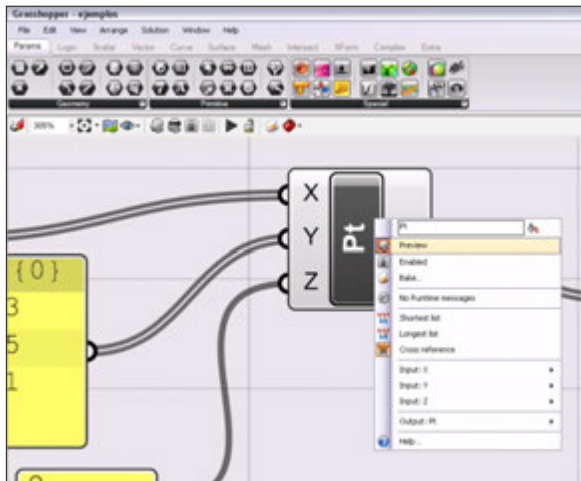 Grasshopper - ejemplos
File Edit View Arrange Solution Window Help
Params Logic Scalar Vector Curve Surface Mesh Intersect XForm Complex Extra
Geometry Primitive Special
305%
X
Y
Z
Pt
{0}
3
5
1
0
Pt
Preview
Enabled
Bake...
No Runtime messages
Shortest list
Longest list
Cross reference
Input: X
Input: Y
Input: Z
Output: Pt
Help...